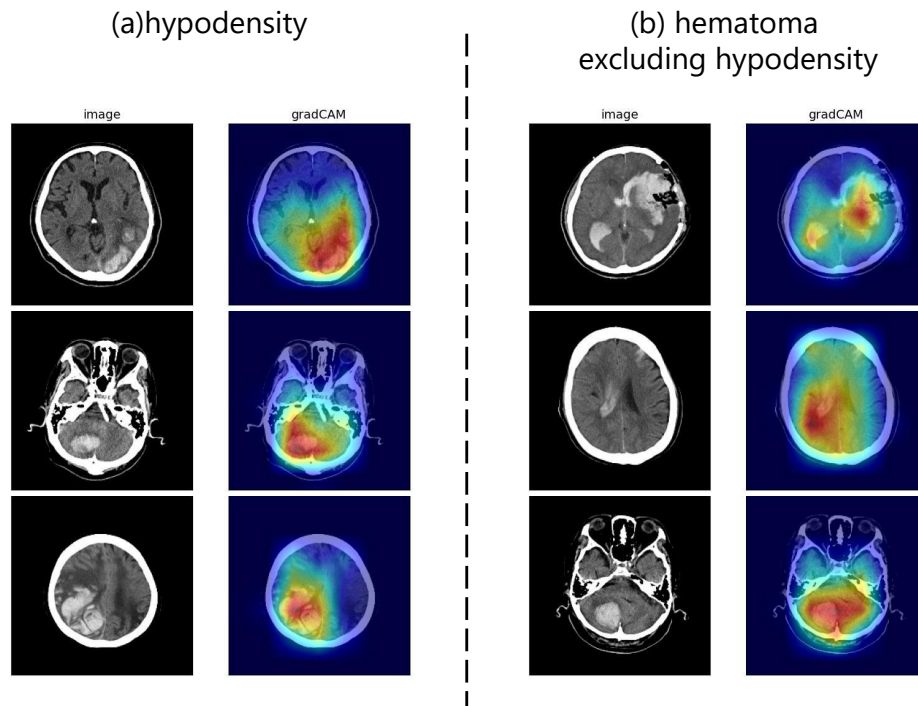 (a)hypodensity
(b) hematoma
excluding hypodensity
image
gradCAM
image
gradCAM